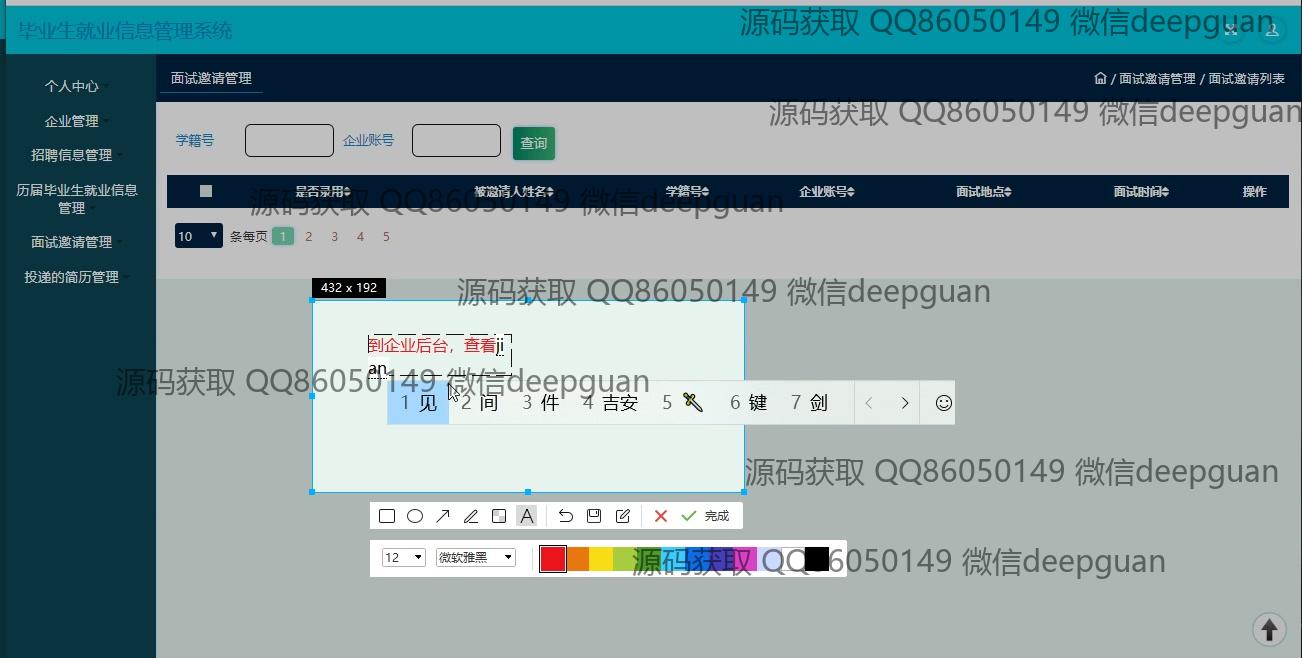 毕业生就业信息管理系统
源码获取 QQ86050149 微信deepguan
个人中心
企业管理
招聘信息管理
历届毕业生就业信息
管理
面试邀请管理
投递的简历管理
面试邀请管理
/ 面试邀请管理 / 面试邀请列表
源码获取 QQ86050149 微信deepguan
学籍号
企业账号
查询
是否录用 被邀请人姓名 学籍号 企业账号 面试地点 面试时间 操作
源码获取 QQ86050149 微信deepguan
10 条每页 1 2 3 4 5
432 x 192
源码获取 QQ86050149 微信deepguan
到企业后台，查看ji
an
源码获取 QQ86050149 微信deepguan
1 见 2 间 3 件 4 吉安 5 6 键 7 剑
源码获取 QQ86050149 微信deepguan
A 完成
12 微软雅黑
源码获取 QQ86050149 微信deepguan